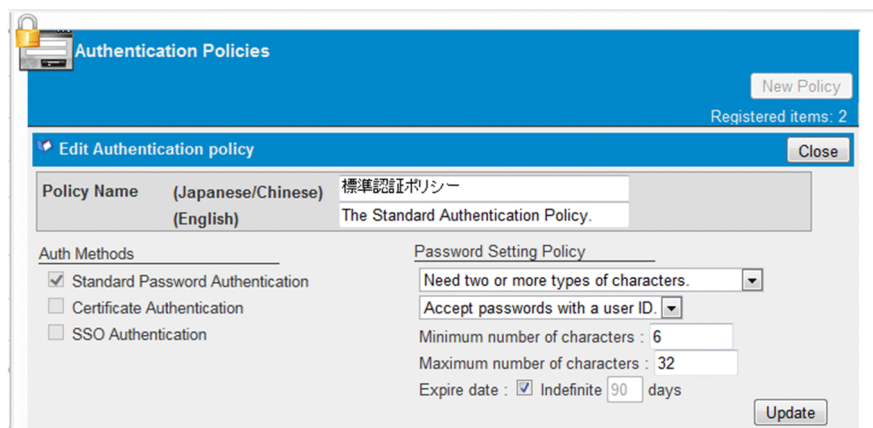 Authentication Policies
New Policy
Registered items: 2
Edit Authentication policy
Close
Policy Name (Japanese/Chinese) 標準認証ポリシー
(English) The Standard Authentication Policy.
Auth Methods Password Setting Policy
Standard Password Authentication Need two or more types of characters.
Certificate Authentication Accept passwords with a user ID.
SSO Authentication Minimum number of characters : 6
Maximum number of characters : 32
Expire date : Indefinite 90 days
Update